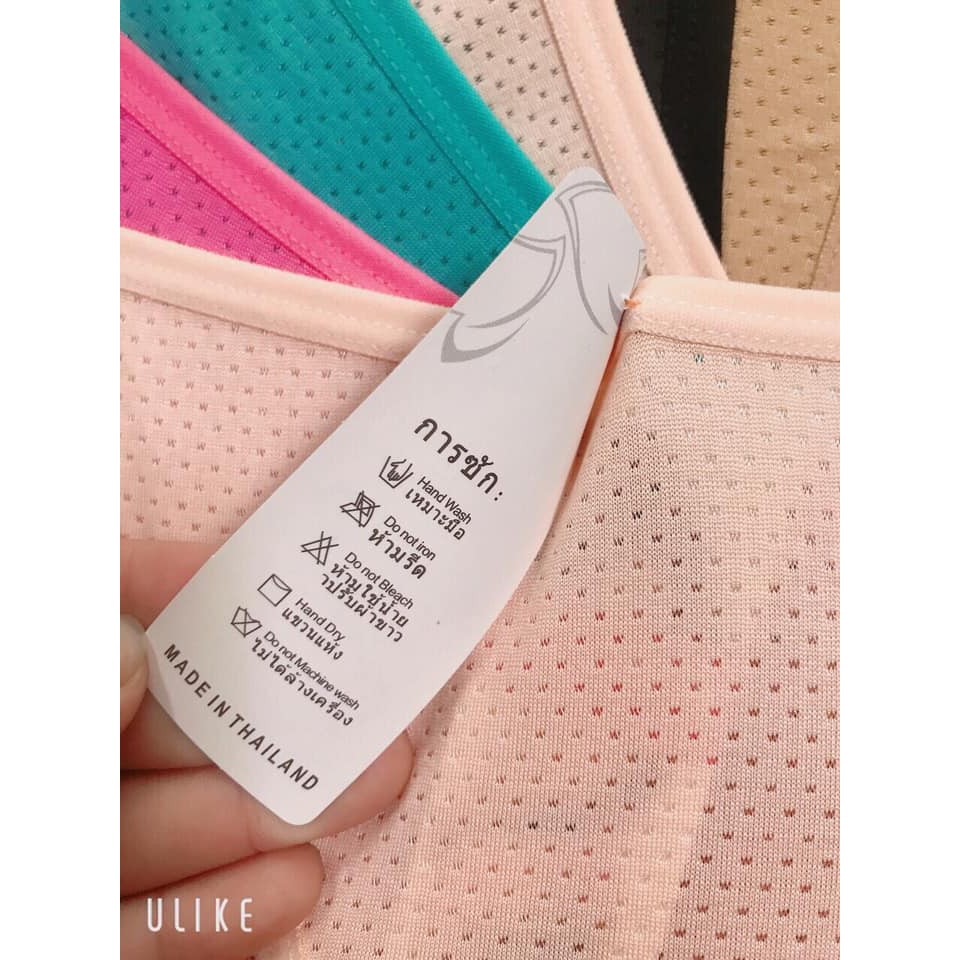 การซัก:
Hand Wash
เหมาะมือ
Do not iron
ห้ามรีด
Do not Bleach
ห้ามใช้น้ำย
าปรับผ้าขาว
Hand Dry
แขวนแห้ง
Do not Machine wash
ไม่ได้ล้างเครื่อง
MADE IN THAILAND
ULIKE